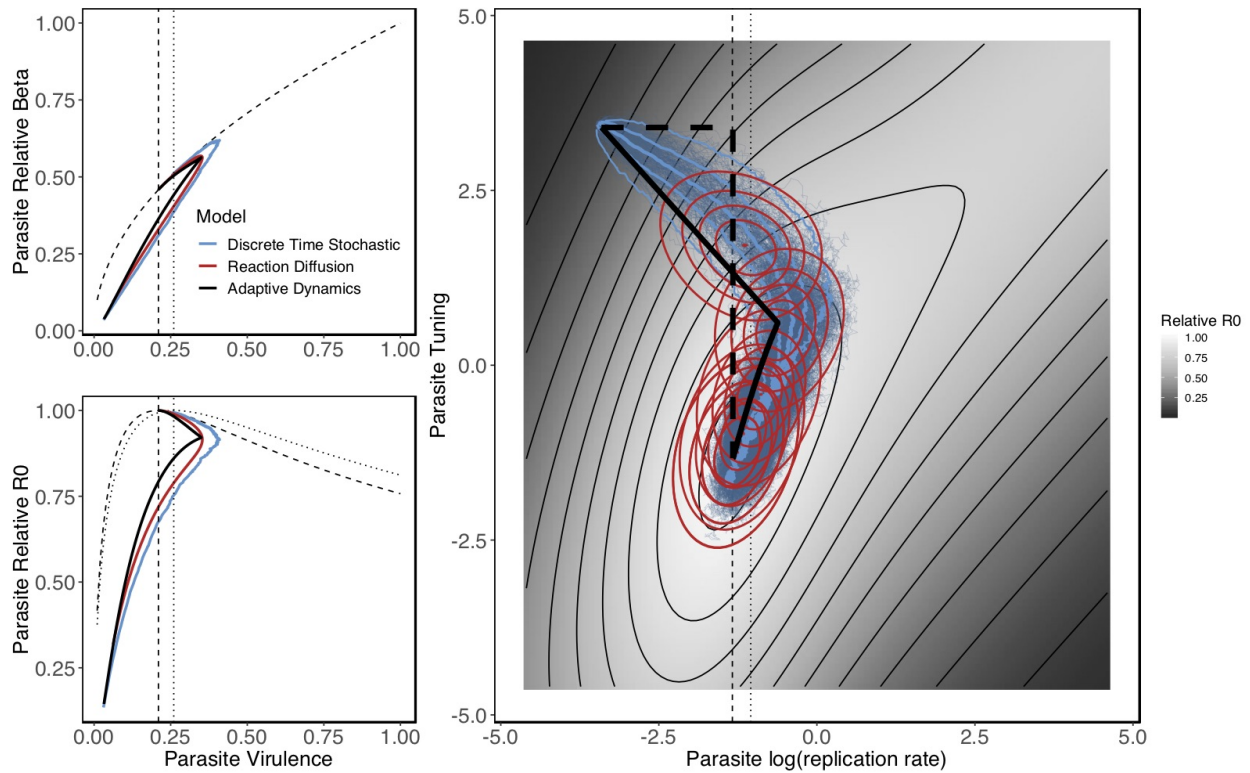 Parasite Relative Beta
1.00
0.75
0.50
0.25
0.00
Model
Discrete Time Stochastic
Reaction Diffusion
Adaptive Dynamics
0.00 0.25 0.50 0.75 1.00
Parasite Relative R0
1.00
0.75
0.50
0.25
0.00 0.25 0.50 0.75 1.00
Parasite Virulence
Parasite Tuning
5.0
2.5
0.0
-2.5
-5.0
-5.0 -2.5 0.0 2.5 5.0
Parasite log(replication rate)
Relative R0
1.00
0.75
0.50
0.25